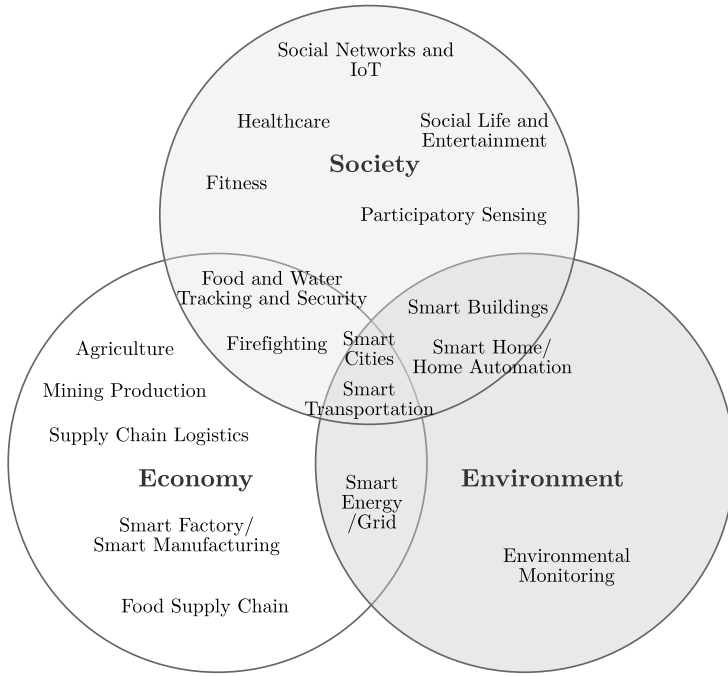 Social Networks and
IoT
Healthcare
Social Life and
Entertainment
Society
Fitness
Participatory Sensing
Food and Water
Tracking and Security
Smart Buildings
Firefighting
Smart
Cities
Smart Home/
Home Automation
Agriculture
Mining Production
Smart
Transportation
Supply Chain Logistics
Economy
Smart
Energy
/Grid
Environment
Smart Factory/
Smart Manufacturing
Environmental
Monitoring
Food Supply Chain